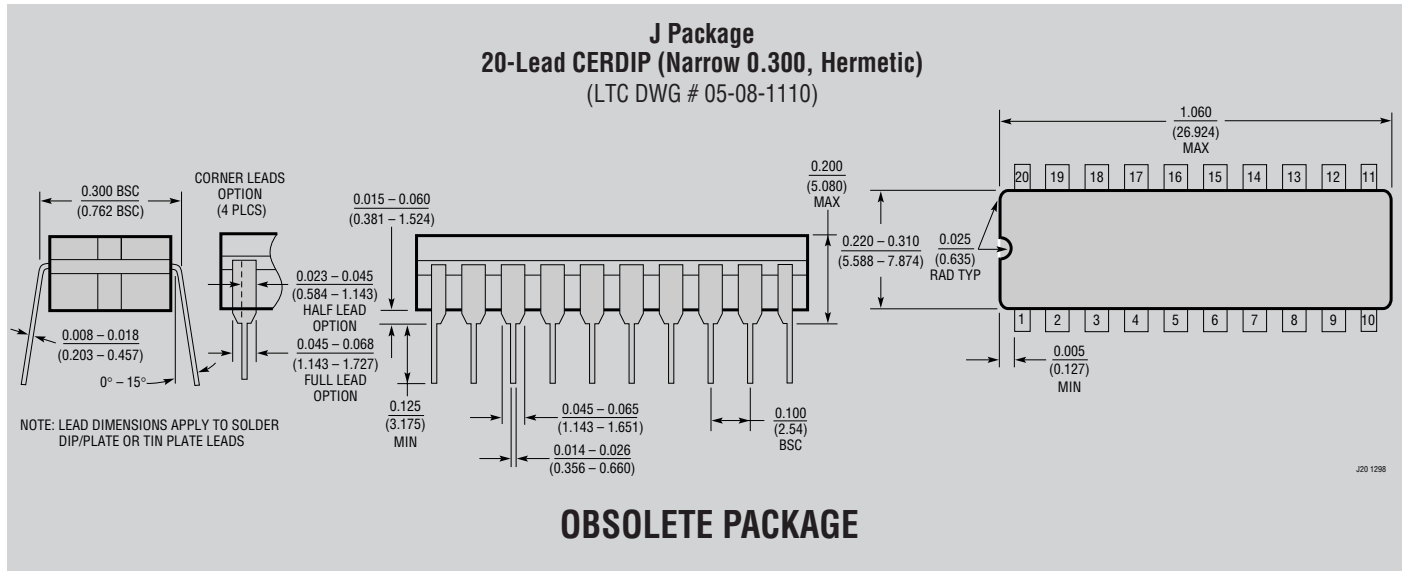 J Package
20-Lead CERDIP (Narrow 0.300, Hermetic)
(LTC DWG # 05-08-1110)
0.300 BSC
(0.762 BSC)
CORNER LEADS
OPTION
(4 PLCS)
0.008 – 0.018
(0.203 – 0.457)
0° – 15°
0.023 – 0.045
(0.584 – 1.143)
HALF LEAD
OPTION
0.045 – 0.068
(1.143 – 1.727)
FULL LEAD
OPTION
NOTE: LEAD DIMENSIONS APPLY TO SOLDER
DIP/PLATE OR TIN PLATE LEADS
0.015 – 0.060
(0.381 – 1.524)
0.200
(5.080)
MAX
0.125
(3.175)
MIN
0.045 – 0.065
(1.143 – 1.651)
0.014 – 0.026
(0.356 – 0.660)
0.100
(2.54)
BSC
1.060
(26.924)
MAX
20 19 18 17 16 15 14 13 12 11
0.220 – 0.310
(5.588 – 7.874)
0.025
(0.635)
RAD TYP
1 2 3 4 5 6 7 8 9 10
0.005
(0.127)
MIN
J20 1298
OBSOLETE PACKAGE